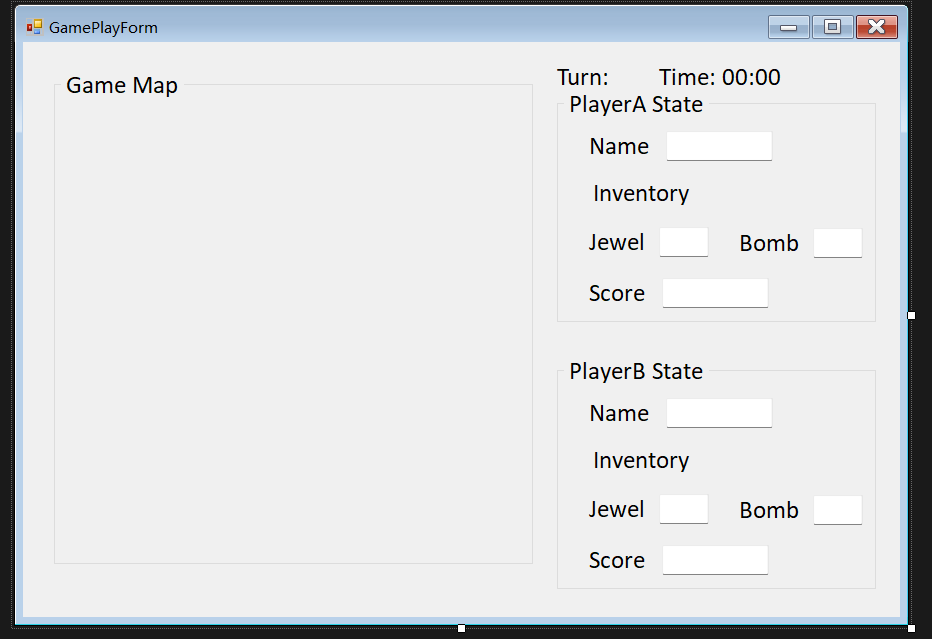 GamePlayForm
Game Map
Turn: Time: 00:00
PlayerA State
Name
Inventory
Jewel Bomb
Score
PlayerB State
Name
Inventory
Jewel Bomb
Score